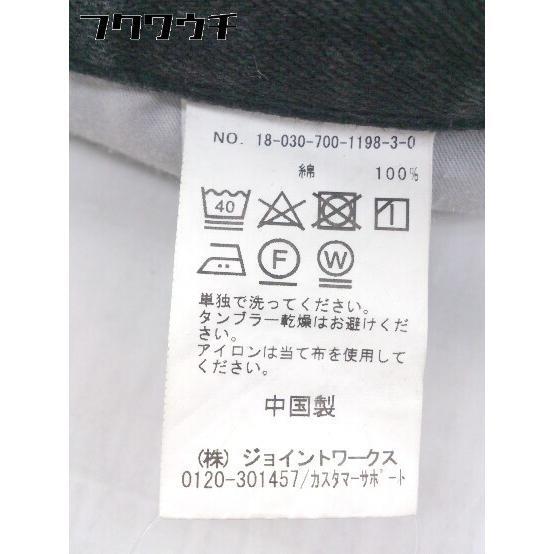 フクワウチ
NO. 18-030-700-1198-3-0
綿 100%
40
1
F W
単独で洗ってください。
タンブラー乾燥はお避けくだ
さい。
アイロンは当て布を使用して
ください。
中国製
(株) ジョイントワークス
0120-301457/カスタマーサポート